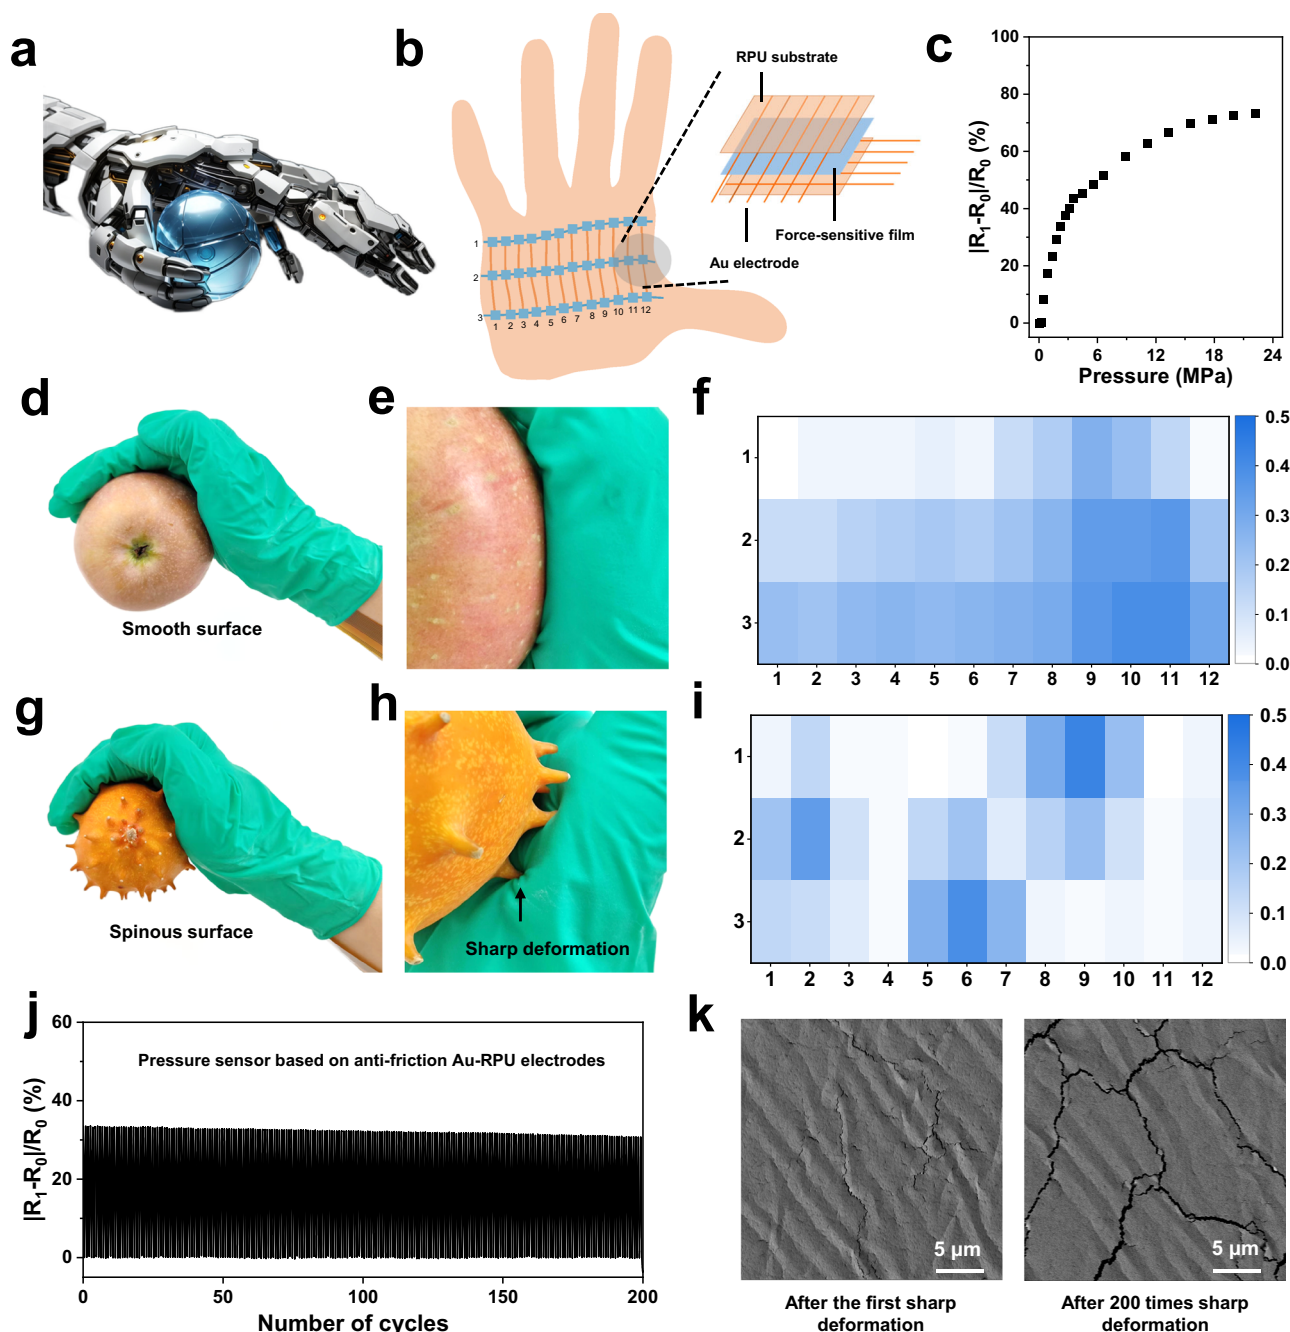 a
b
RPU substrate
Force-sensitive film
Au electrode
1
2
3
1 2 3 4 5 6 7 8 9 10 11 12
c
100
80
60
40
20
0
|R1-R0|/R0 (%)
0 6 12 18 24
Pressure (MPa)
d
Smooth surface
e
f
1
2
3
1 2 3 4 5 6 7 8 9 10 11 12
0.5
0.4
0.3
0.2
0.1
0.0
g
Spinous surface
h
Sharp deformation
i
1
2
3
1 2 3 4 5 6 7 8 9 10 11 12
0.5
0.4
0.3
0.2
0.1
0.0
j
60
40
20
0
|R1-R0|/R0 (%)
Pressure sensor based on anti-friction Au-RPU electrodes
0 50 100 150 200
Number of cycles
k
5 μm
After the first sharp
deformation
5 μm
After 200 times sharp
deformation